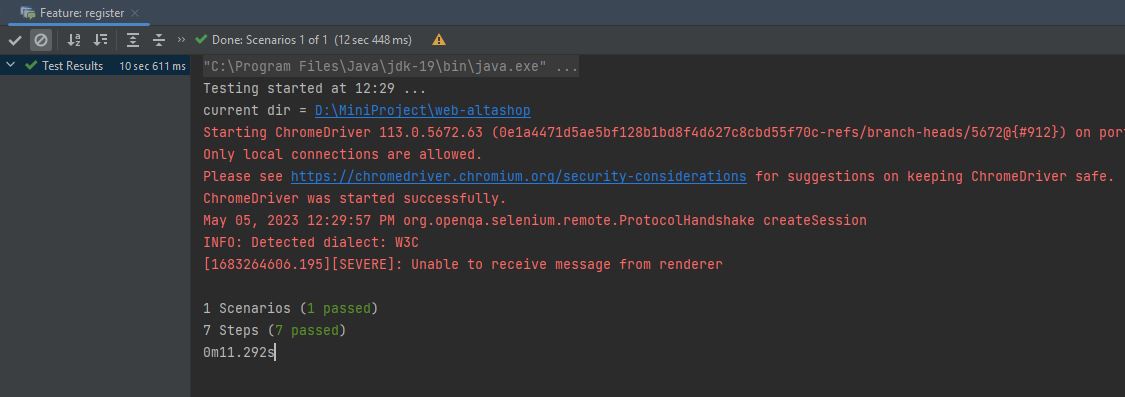 Feature: register
Done: Scenarios 1 of 1 (12 sec 448 ms)
Test Results 10 sec 611 ms
"C:\Program Files\Java\jdk-19\bin\java.exe" ...
Testing started at 12:29 ...
current dir = D:\MiniProject\web-altashop
Starting ChromeDriver 113.0.5672.63 (0e1a4471d5ae5bf128b1bd8f4d627c8cbd55f70c-refs/branch-heads/5672@{#912}) on por
Only local connections are allowed.
Please see https://chromedriver.chromium.org/security-considerations for suggestions on keeping ChromeDriver safe.
ChromeDriver was started successfully.
May 05, 2023 12:29:57 PM org.openqa.selenium.remote.ProtocolHandshake createSession
INFO: Detected dialect: W3C
[1683264606.195][SEVERE]: Unable to receive message from renderer
1 Scenarios (1 passed)
7 Steps (7 passed)
0m11.292s